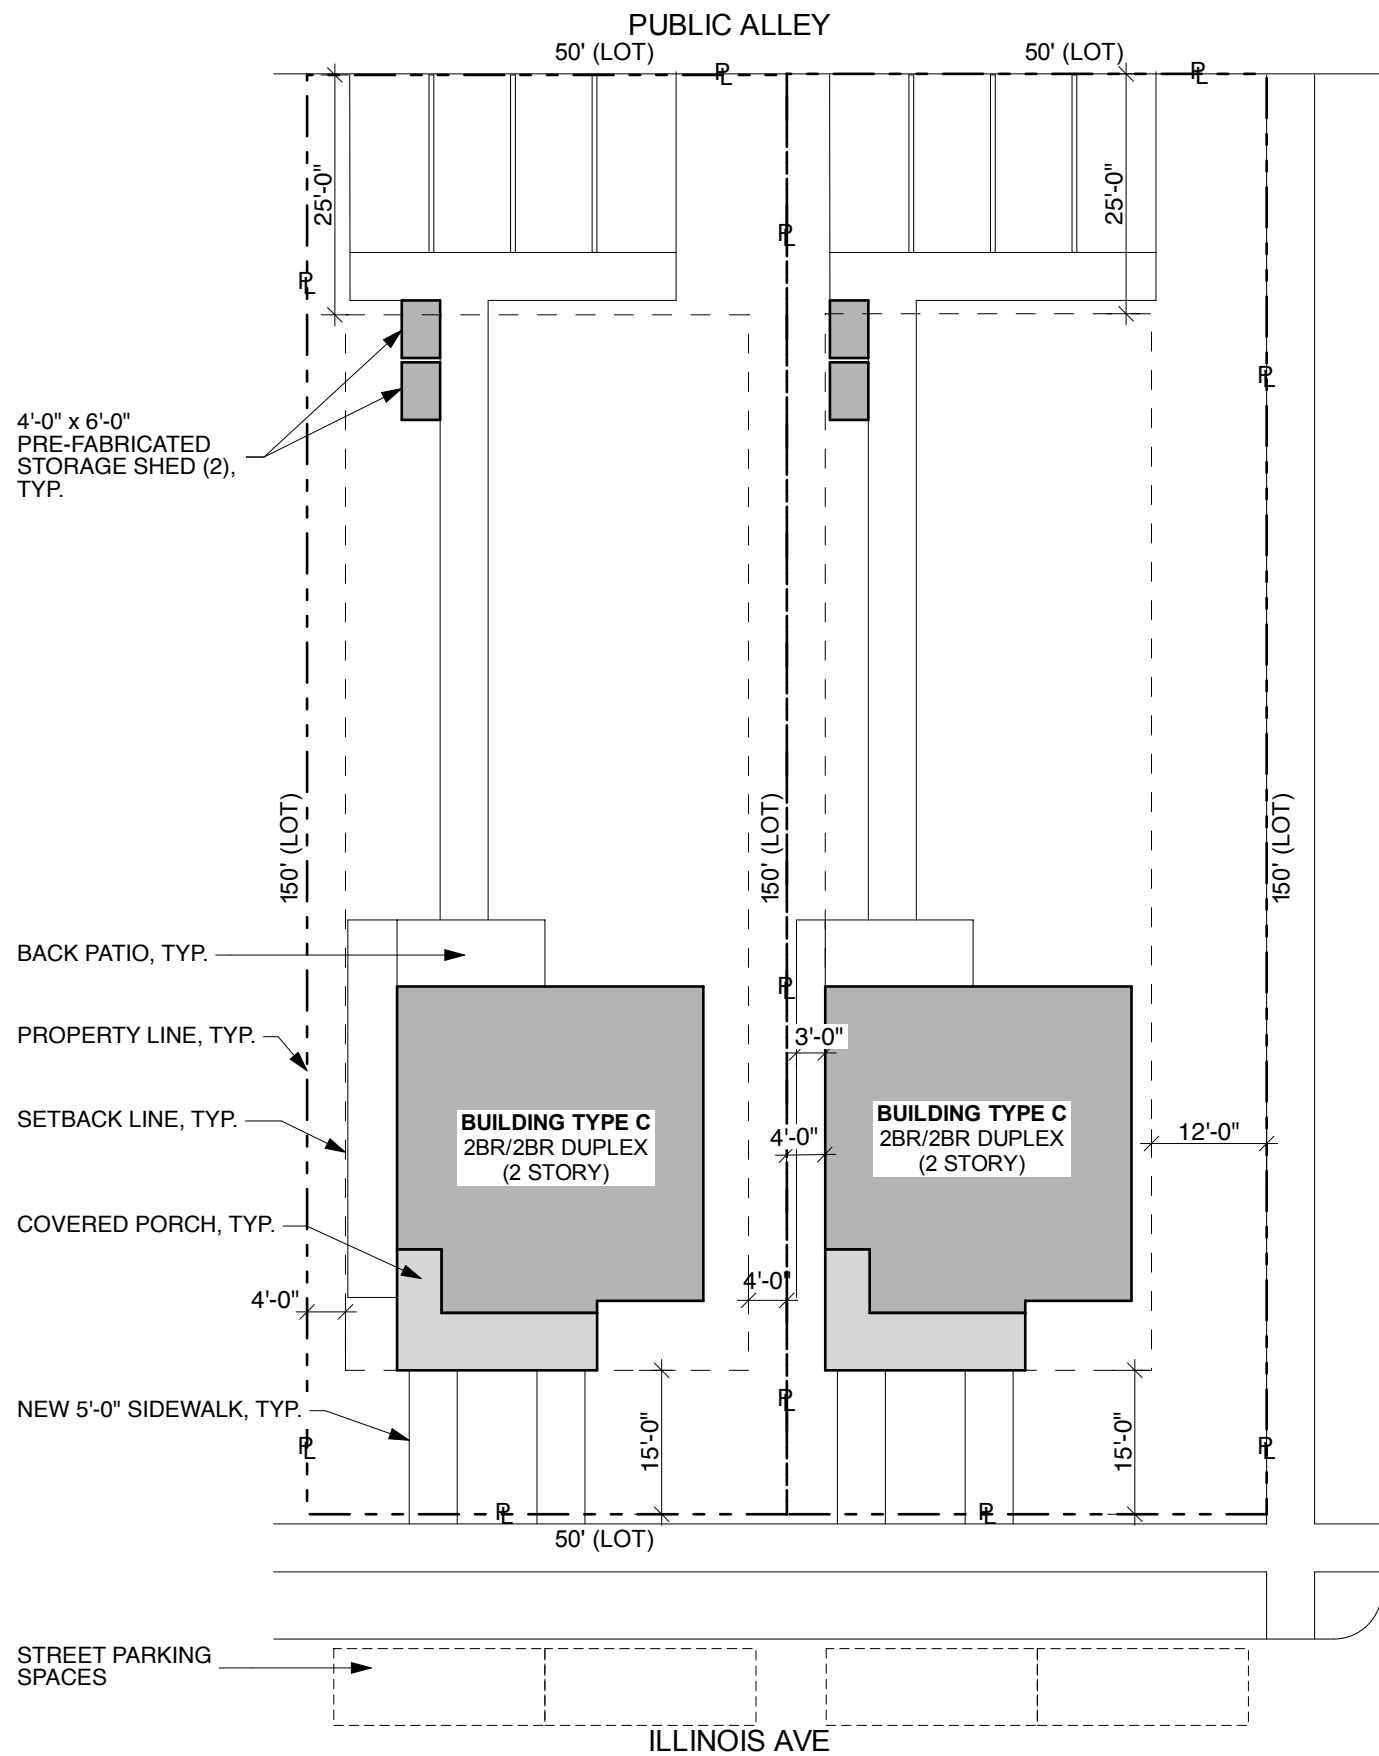 PUBLIC ALLEY
50' (LOT)
50' (LOT)
PL
PL
25'-0"
25'-0"
PL
PL
PL
4'-0" x 6'-0"
PRE-FABRICATED
STORAGE SHED (2),
TYP.
150' (LOT)
150' (LOT)
150' (LOT)
BACK PATIO, TYP.
PL
PROPERTY LINE, TYP.
3'-0"
SETBACK LINE, TYP.
BUILDING TYPE C
2BR/2BR DUPLEX
(2 STORY)
4'-0"
BUILDING TYPE C
2BR/2BR DUPLEX
(2 STORY)
12'-0"
COVERED PORCH, TYP.
4'-0"
4'-0"
NEW 5'-0" SIDEWALK, TYP.
PL
PL
15'-0"
15'-0"
PL
PL
PL
50' (LOT)
STREET PARKING
SPACES
ILLINOIS AVE